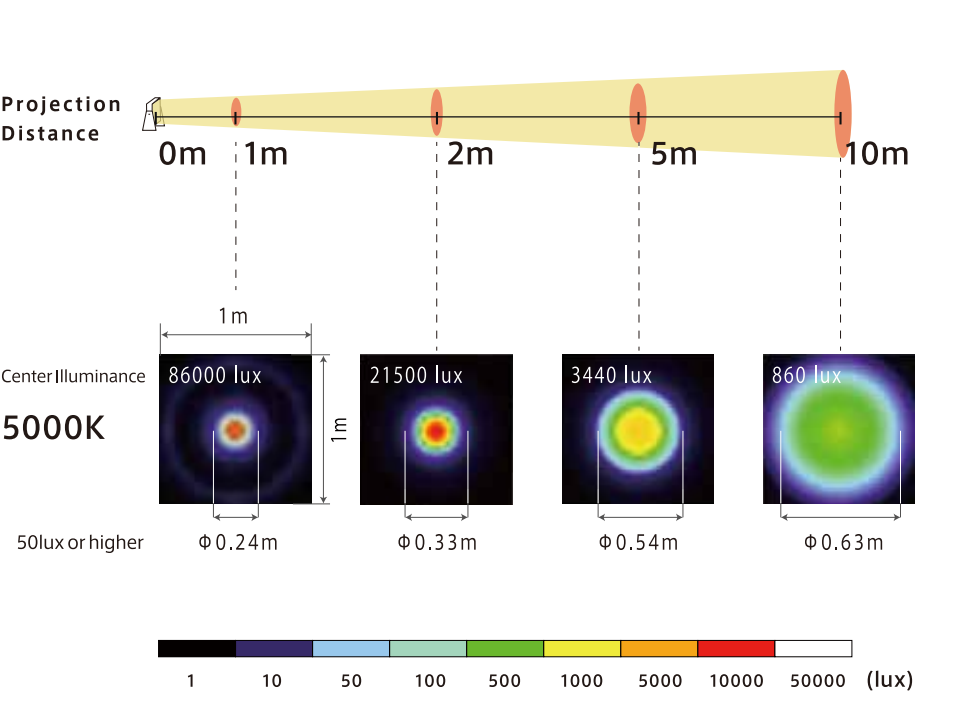 Projection
Distance
0m 1m 2m 5m 10m
1m
Center Illuminance
5000K
86000 lux
21500 lux
3440 lux
860 lux
1m
50lux or higher
Φ0.24m
Φ0.33m
Φ0.54m
Φ0.63m
1 10 50 100 500 1000 5000 10000 50000 (lux)